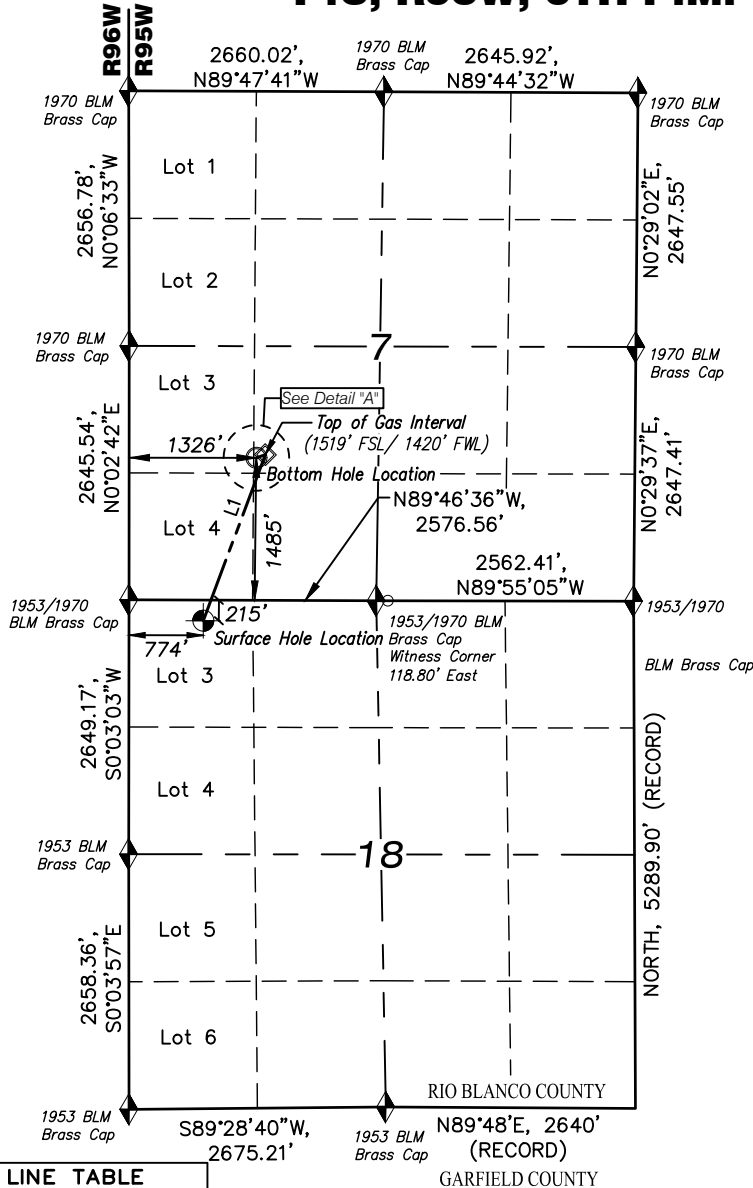 T4S, R95W, 6TH P.M.
R96W
R95W
2660.02',
N89°47'41"W
1970 BLM
Brass Cap
2645.92',
N89°44'32"W
1970 BLM
Brass Cap
1970 BLM
Brass Cap
Lot 1
2656.78',
N0°06'33"W
N0°29'02"E,
2647.55'
Lot 2
1970 BLM
Brass Cap
7
1970 BLM
Brass Cap
Lot 3
See Detail "A"
Top of Gas Interval
(1519' FSL/ 1420' FWL)
1326'
2645.54',
N0°02'42"E
N0°29'37"E,
2647.41'
Bottom Hole Location
N89°46'36"W,
2576.56'
L1
Lot 4
1485'
2562.41',
N89°55'05"W
1953/1970
BLM Brass Cap
215'
1953/1970 BLM
Brass Cap
Witness Corner
118.80' East
1953/1970
BLM Brass Cap
774'
Surface Hole Location
Lot 3
2649.17',
S0°03'03"W
Lot 4
1953 BLM
Brass Cap
18
NORTH, 5289.90' (RECORD)
Lot 5
2658.36',
S0°03'57"E
Lot 6
RIO BLANCO COUNTY
1953 BLM
Brass Cap
S89°28'40"W,
2675.21'
1953 BLM
Brass Cap
N89°48'E, 2640'
(RECORD)
GARFIELD COUNTY
LINE TABLE